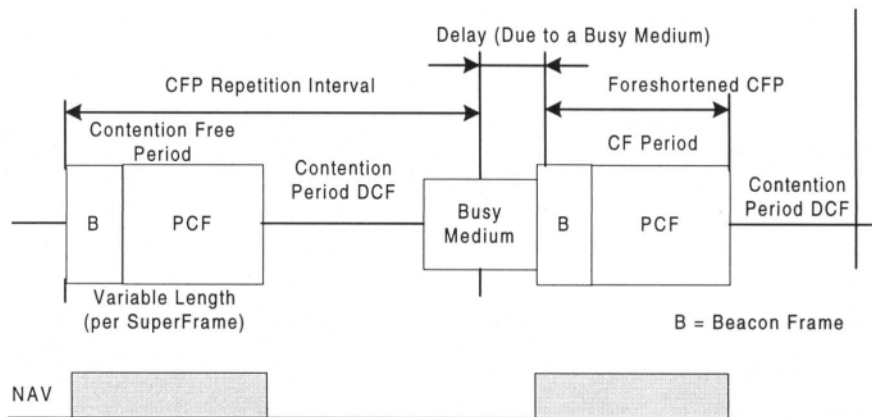 Delay (Due to a Busy Medium)
CFP Repetition Interval
Foreshortened CFP
Contention Free
Period
CF Period
Contention
Period DCF
Contention
Period DCF
B
PCF
Busy
Medium
B
PCF
Variable Length
(per SuperFrame)
B = Beacon Frame
NAV